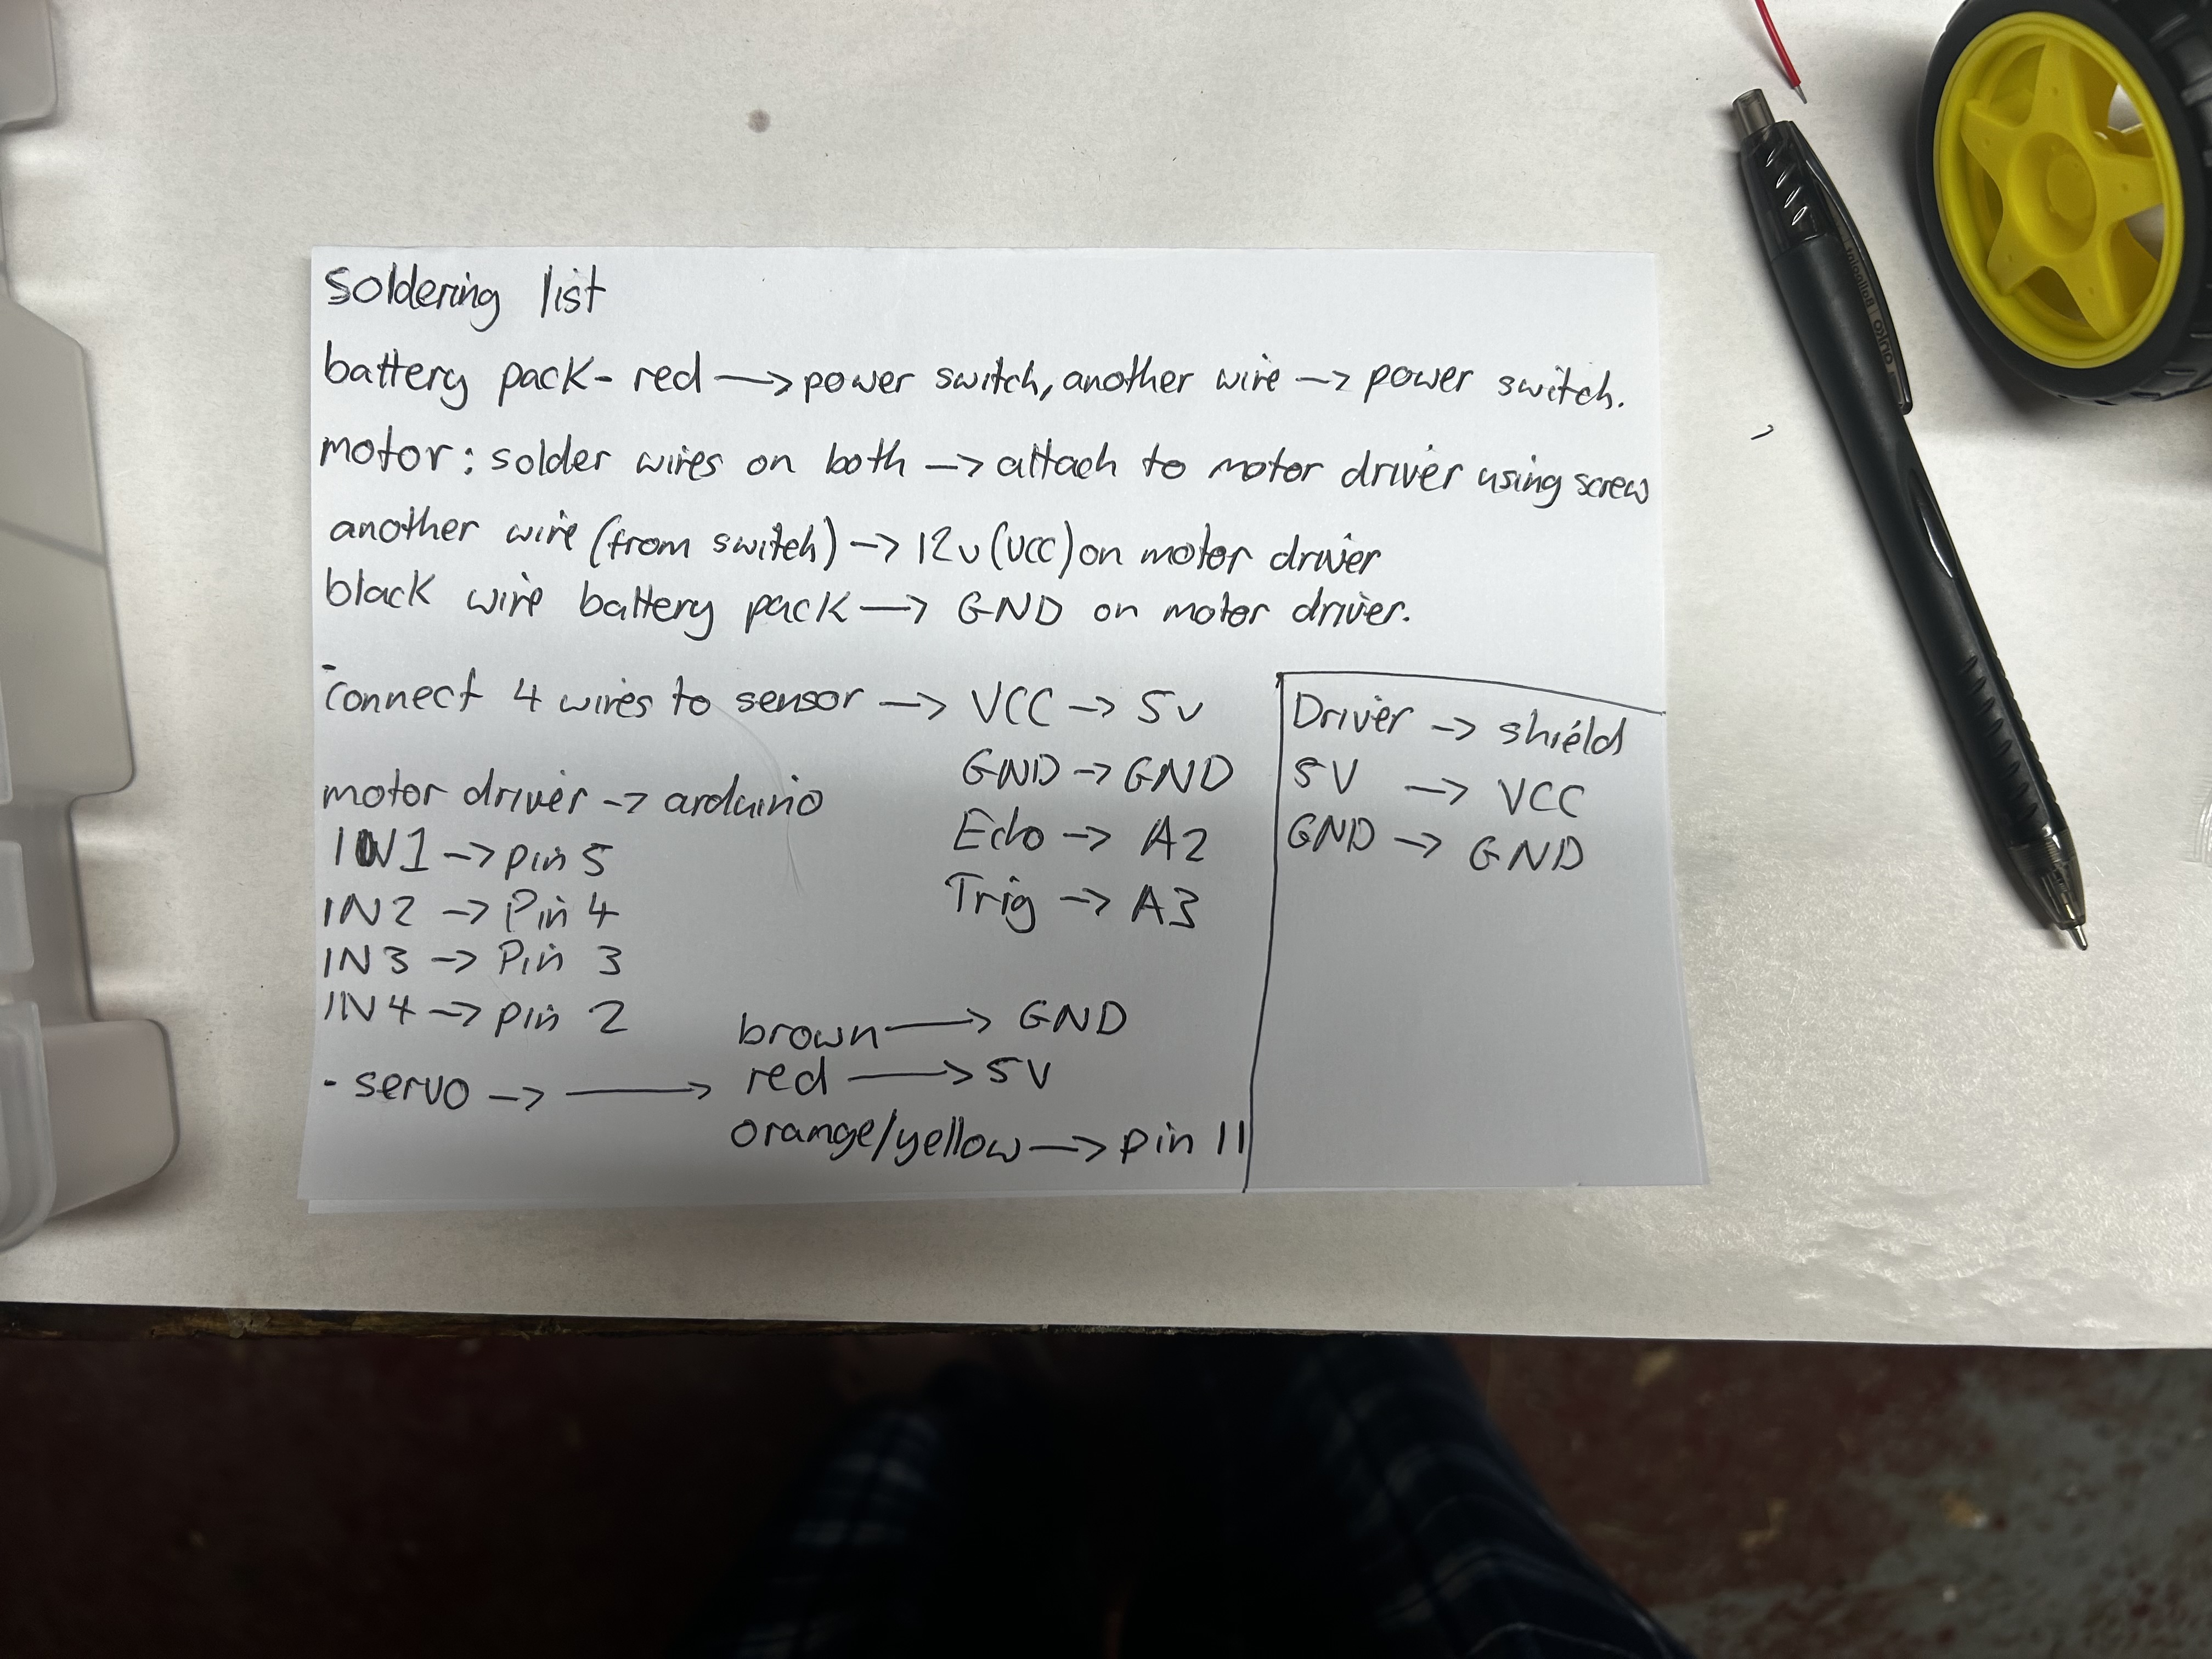 Soldering list
battery pack - red → power switch, another wire → power switch.
motor: solder wires on both → attach to motor driver using screw
another wire (from switch) → 12v (VCC) on motor driver
black wire battery pack → GND on motor driver.
Connect 4 wires to sensor → VCC → 5v
GND → GND
Echo → A2
Trig → A3
motor driver → arduino
IN1 → pin 5
IN2 → Pin 4
IN3 → Pin 3
IN4 → pin 2
- servo → → brown → GND
red → 5V
orange/yellow → pin 11
Driver → shield
5V → VCC
GND → GND